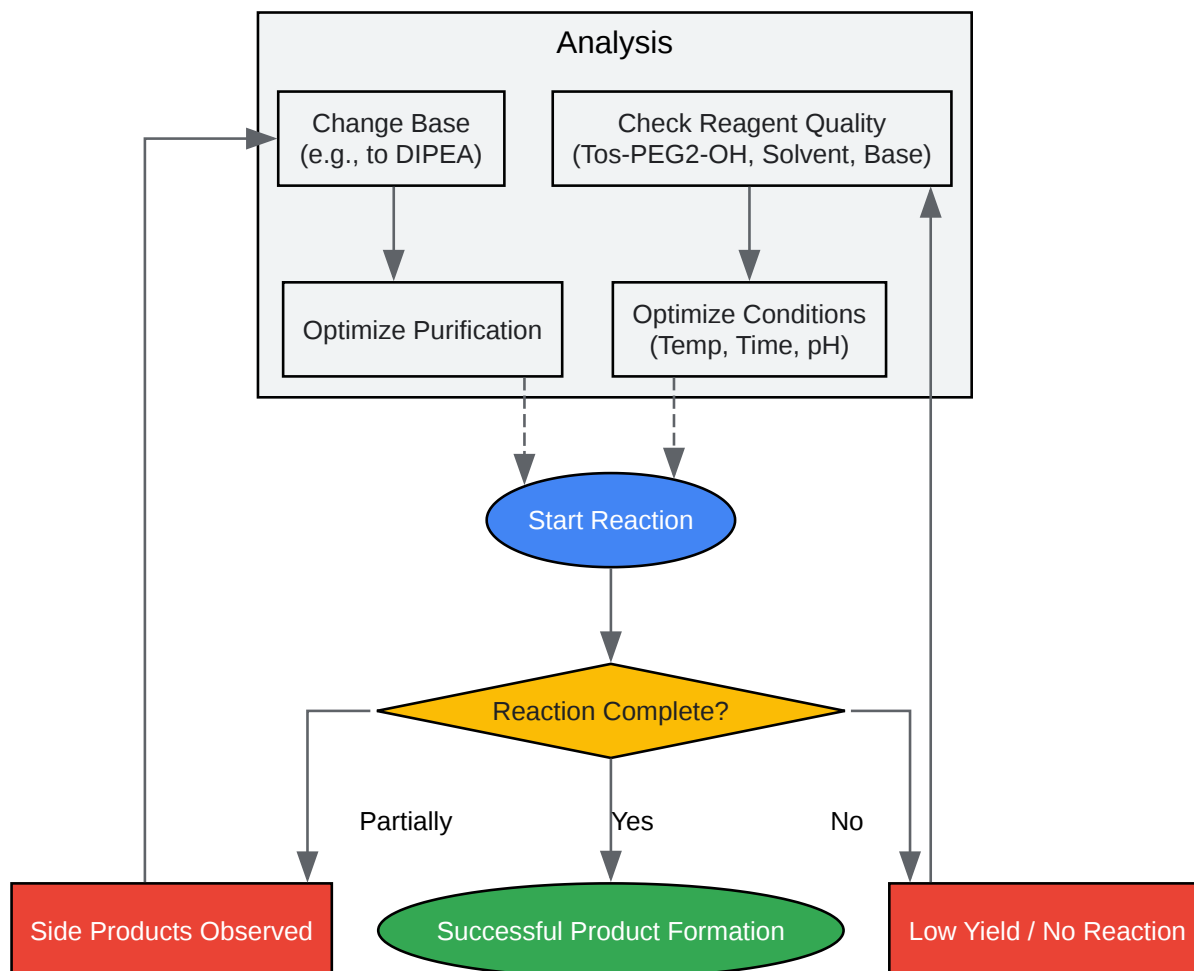 Analysis
Change Base
(e.g., to DIPEA)
Check Reagent Quality
(Tos-PEG2-OH, Solvent, Base)
Optimize Purification
Optimize Conditions
(Temp, Time, pH)
Start Reaction
Reaction Complete?
Partially
Yes
No
Side Products Observed
Successful Product Formation
Low Yield / No Reaction